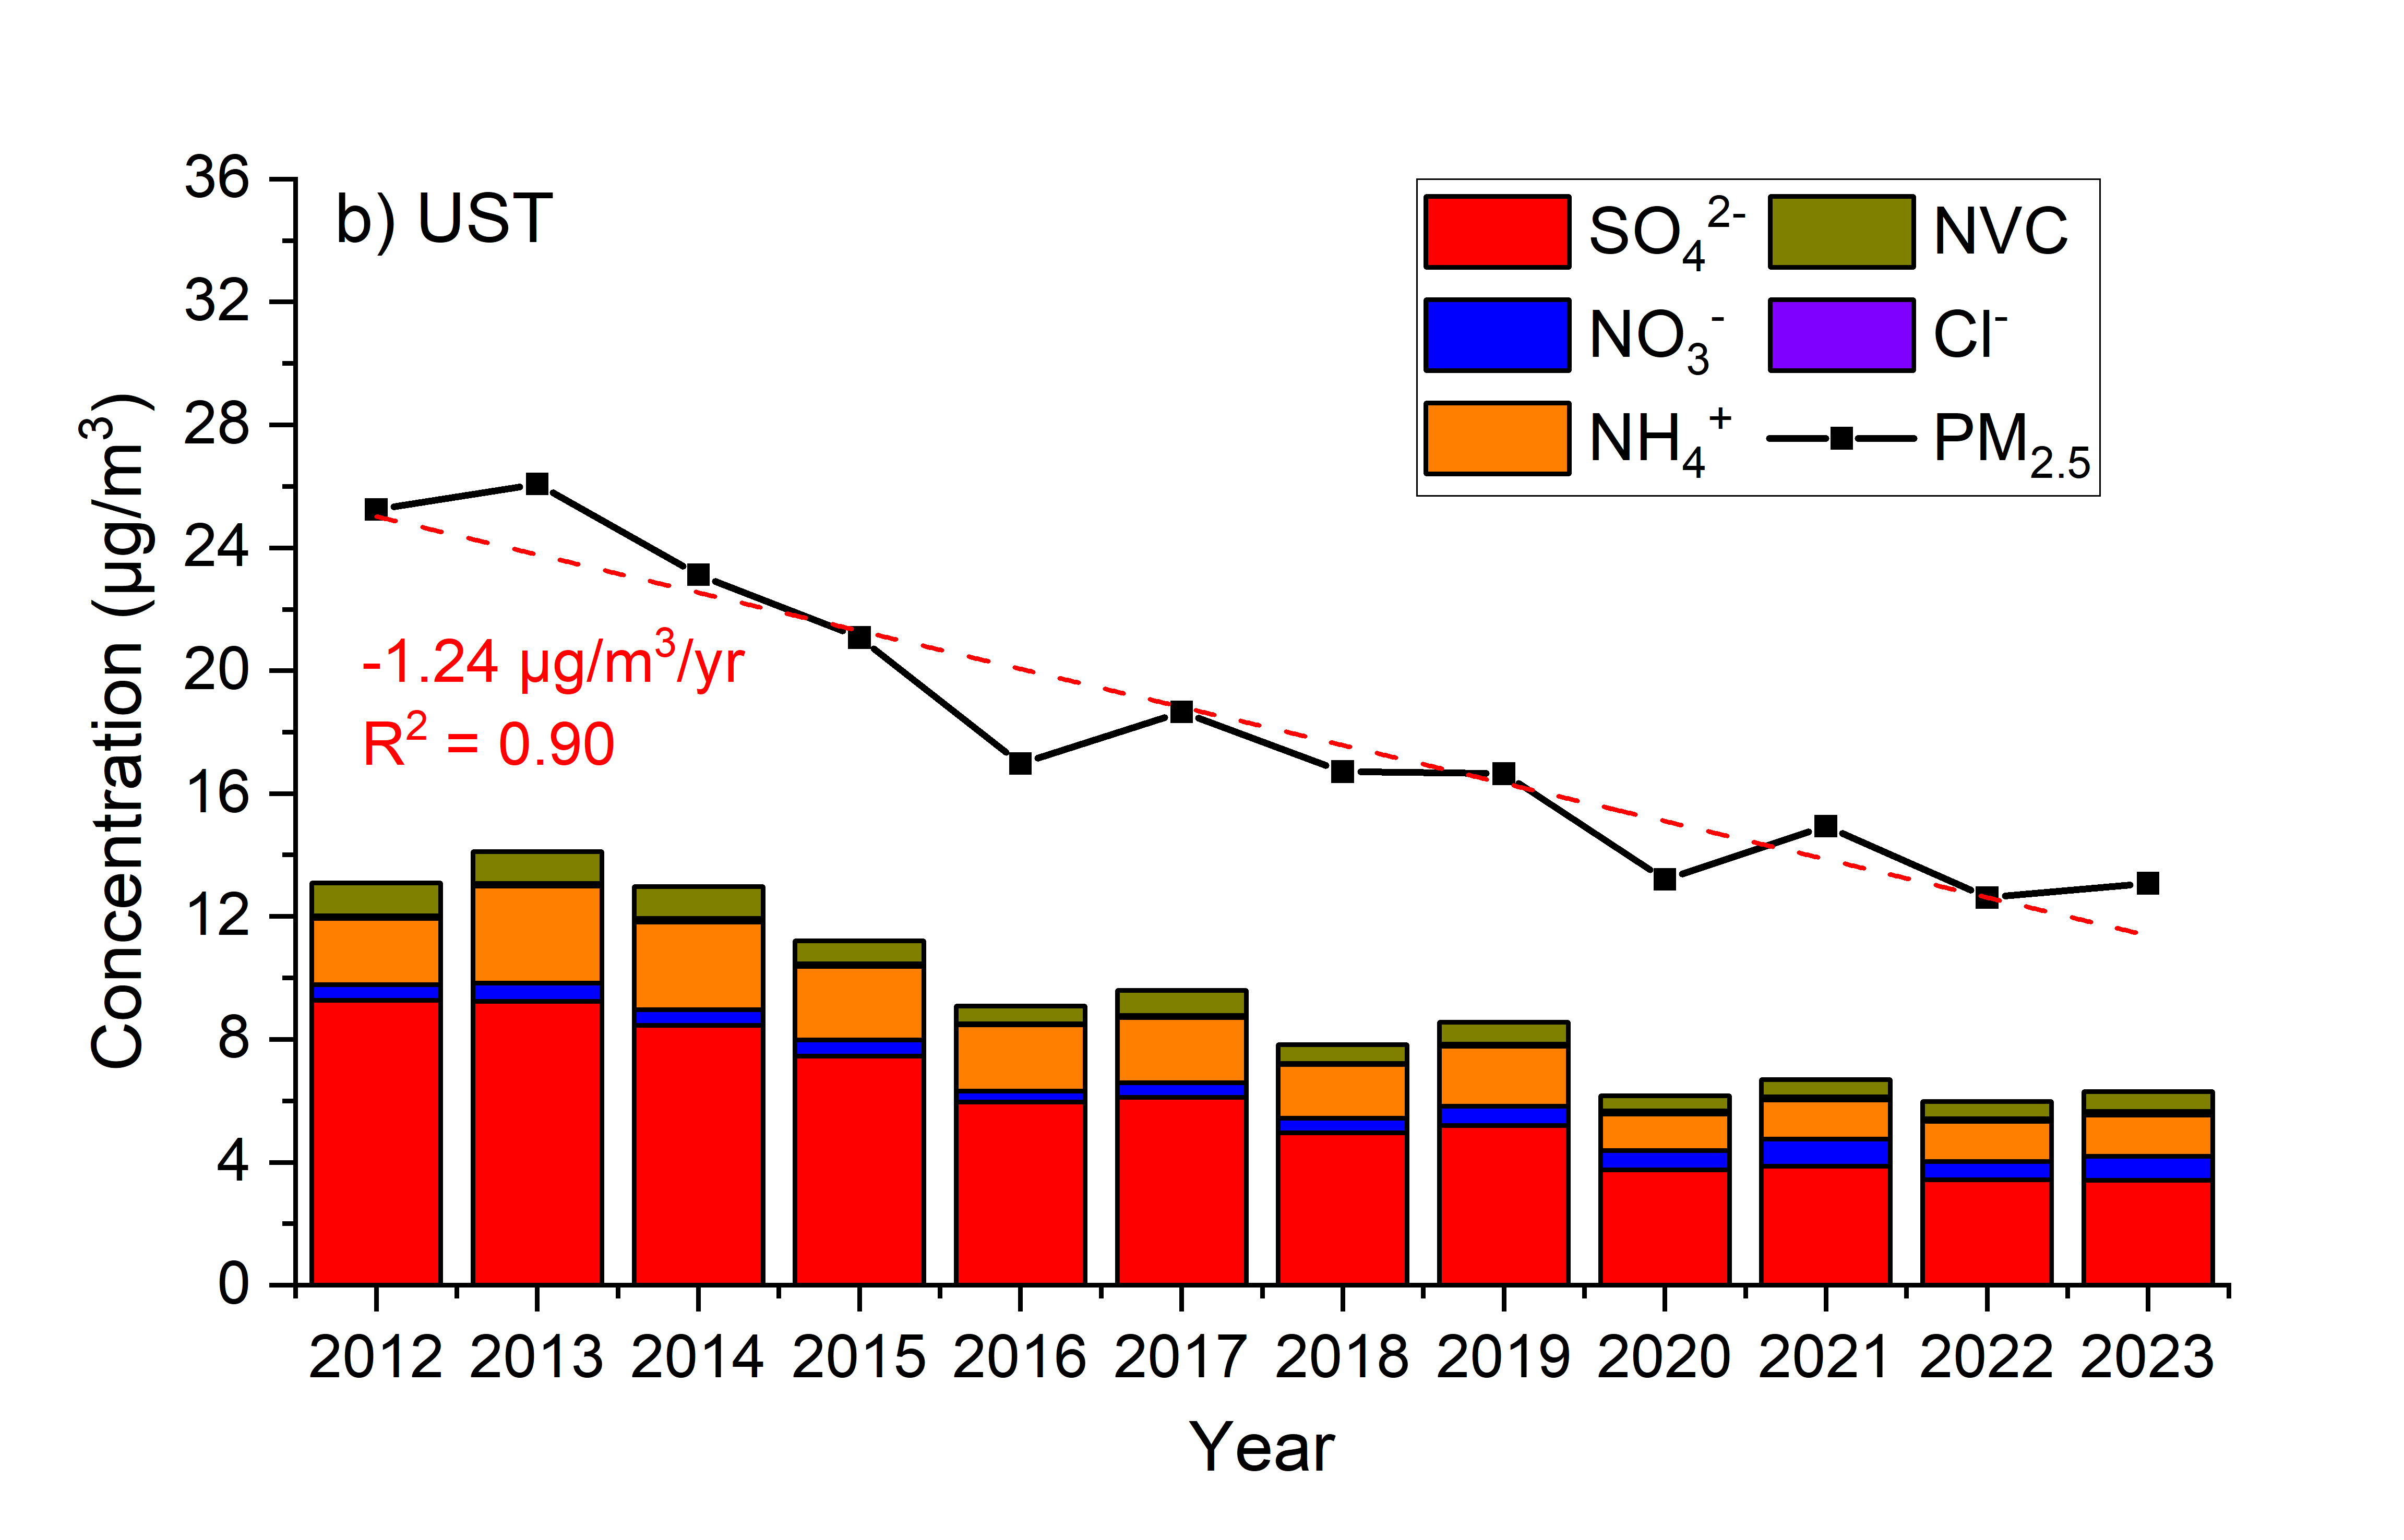 b) UST
SO₄²⁻ NVC
NO₃⁻ Cl⁻
NH₄⁺ PM₂.₅
36
32
28
24
20
16
12
8
4
0
Concentration (μg/m³)
-1.24 μg/m³/yr
R² = 0.90
2012 2013 2014 2015 2016 2017 2018 2019 2020 2021 2022 2023
Year